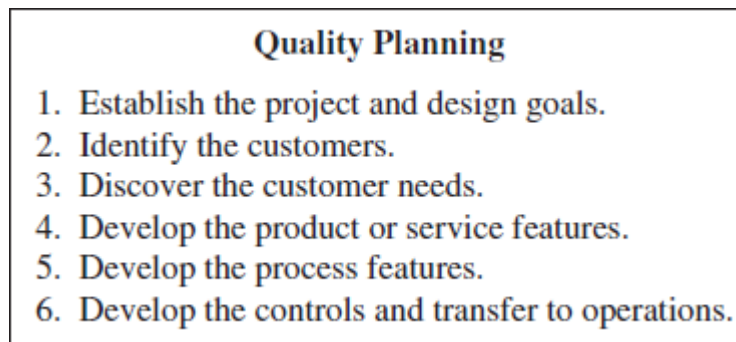 Quality Planning
1. Establish the project and design goals.
2. Identify the customers.
3. Discover the customer needs.
4. Develop the product or service features.
5. Develop the process features.
6. Develop the controls and transfer to operations.